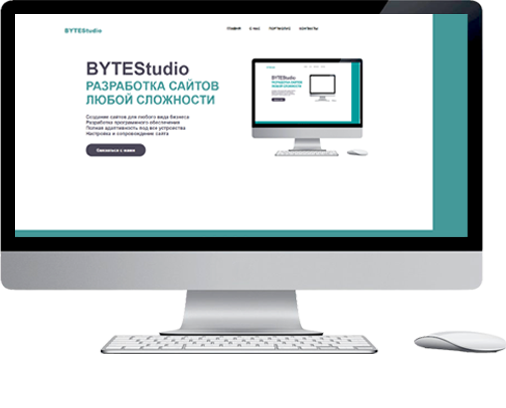 BYTEStudio
ГЛАВНАЯ О НАС ПОРТФОЛИО КОНТАКТЫ
BYTEStudio
РАЗРАБОТКА САЙТОВ
ЛЮБОЙ СЛОЖНОСТИ
Создание сайтов для любого вида бизнеса
Разработка программного обеспечения
Полная адаптивность под все устройства
Настройка и сопровождение сайта
Связаться с нами
BYTEStudio
РАЗРАБОТКА САЙТОВ
ЛЮБОЙ СЛОЖНОСТИ